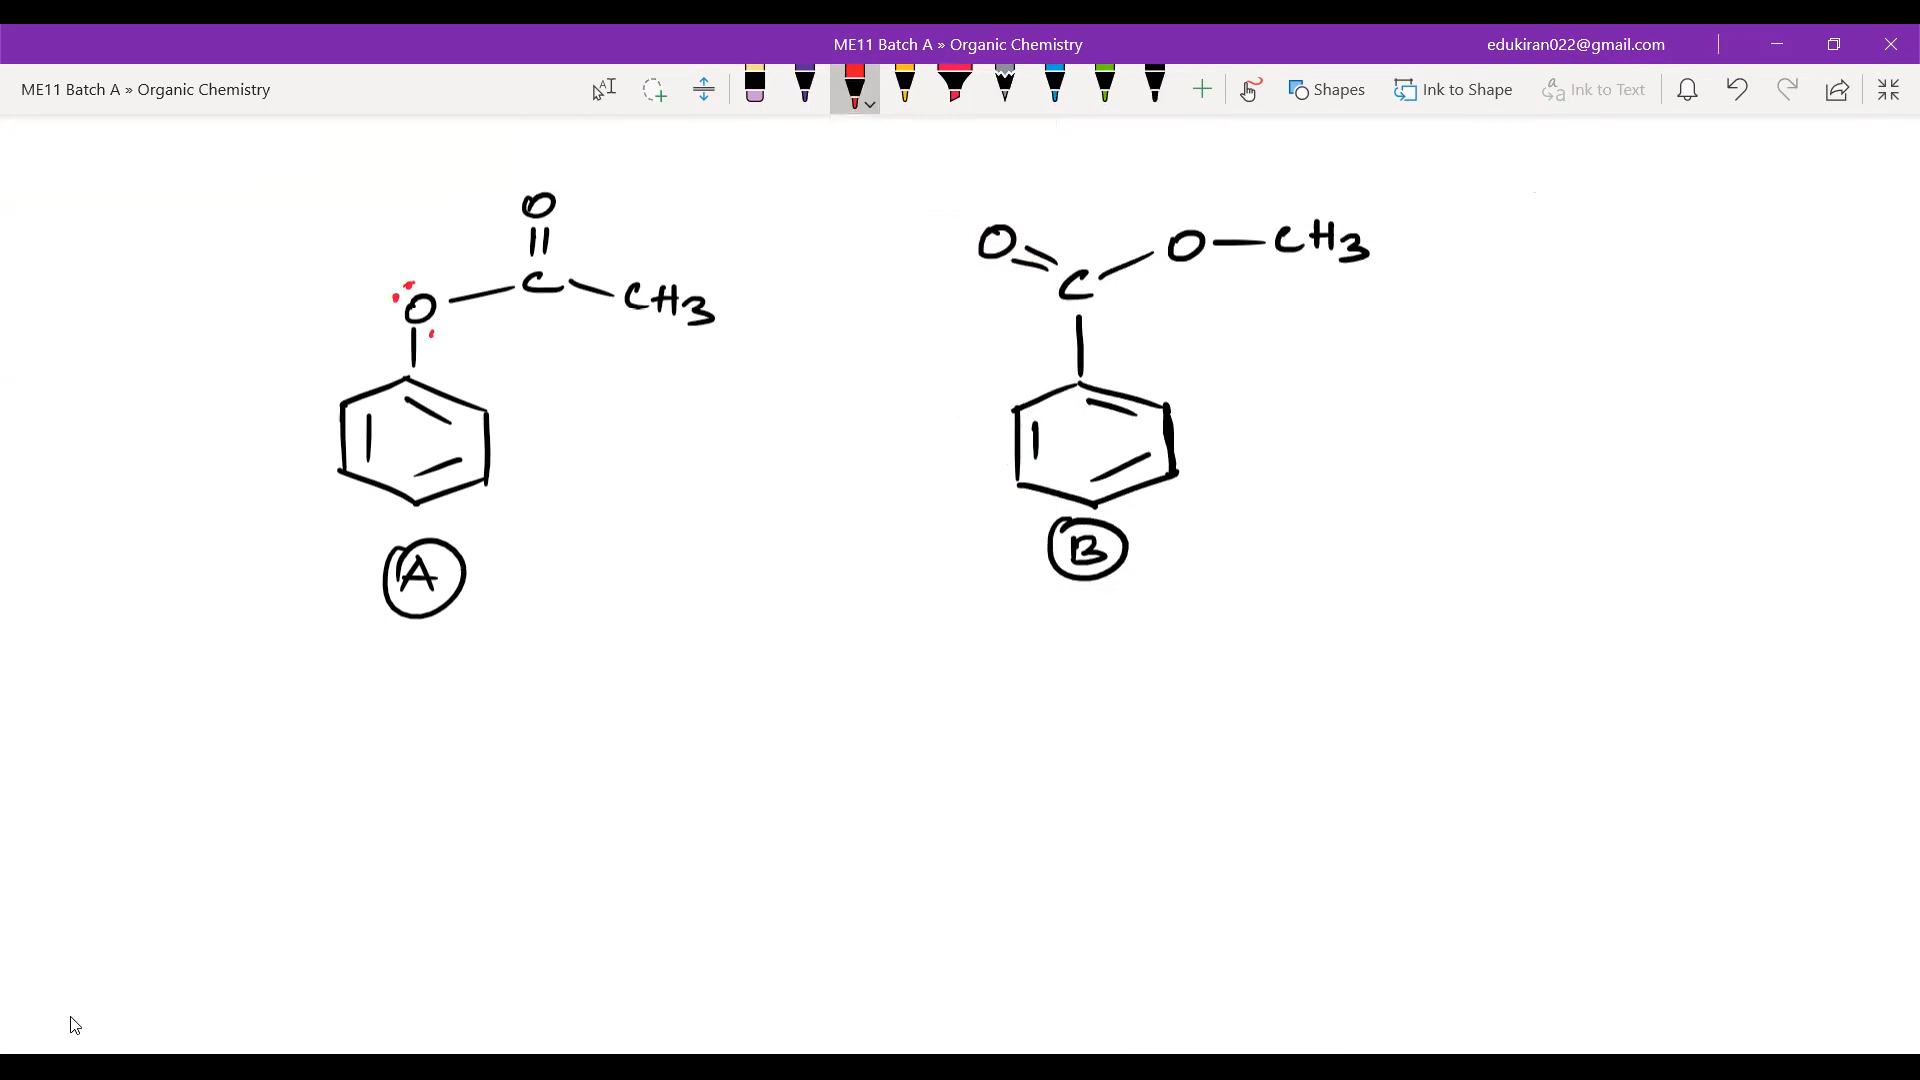 ME11 Batch A » Organic Chemistry
edukiran022@gmail.com
ME11 Batch A » Organic Chemistry
Shapes
Ink to Shape
Ink to Text
O
C
O
CH3
A
O
O
CH3
C
B